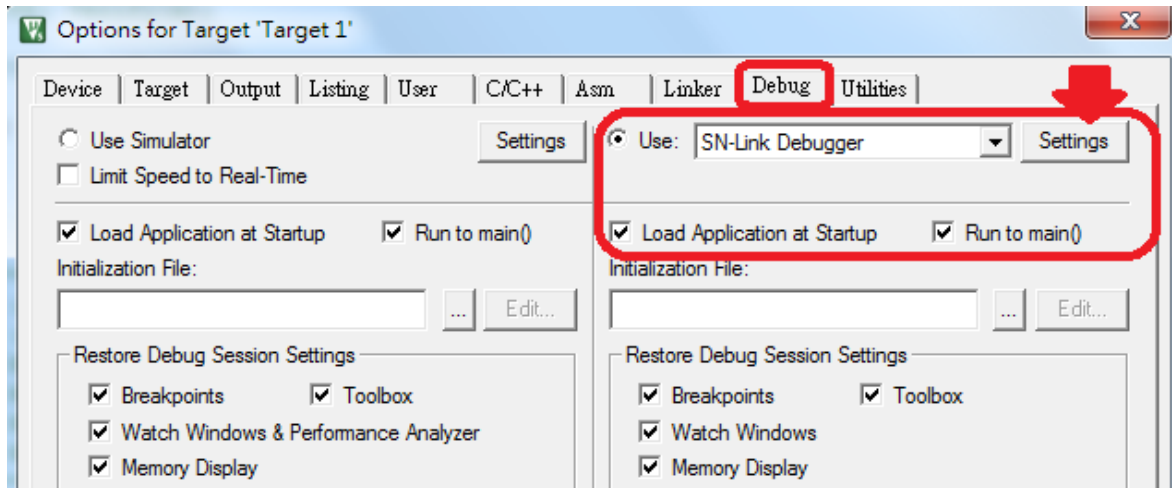 Options for Target 'Target 1'
Device Target Output Listing User C/C++ Asm Linker Debug Utilities
Use Simulator Settings
Limit Speed to Real-Time
Use: SN-Link Debugger Settings
Load Application at Startup Run to main()
Initialization File:
... Edit...
Restore Debug Session Settings
Breakpoints Toolbox
Watch Windows & Performance Analyzer
Memory Display
Load Application at Startup Run to main()
Initialization File:
... Edit...
Restore Debug Session Settings
Breakpoints Toolbox
Watch Windows
Memory Display